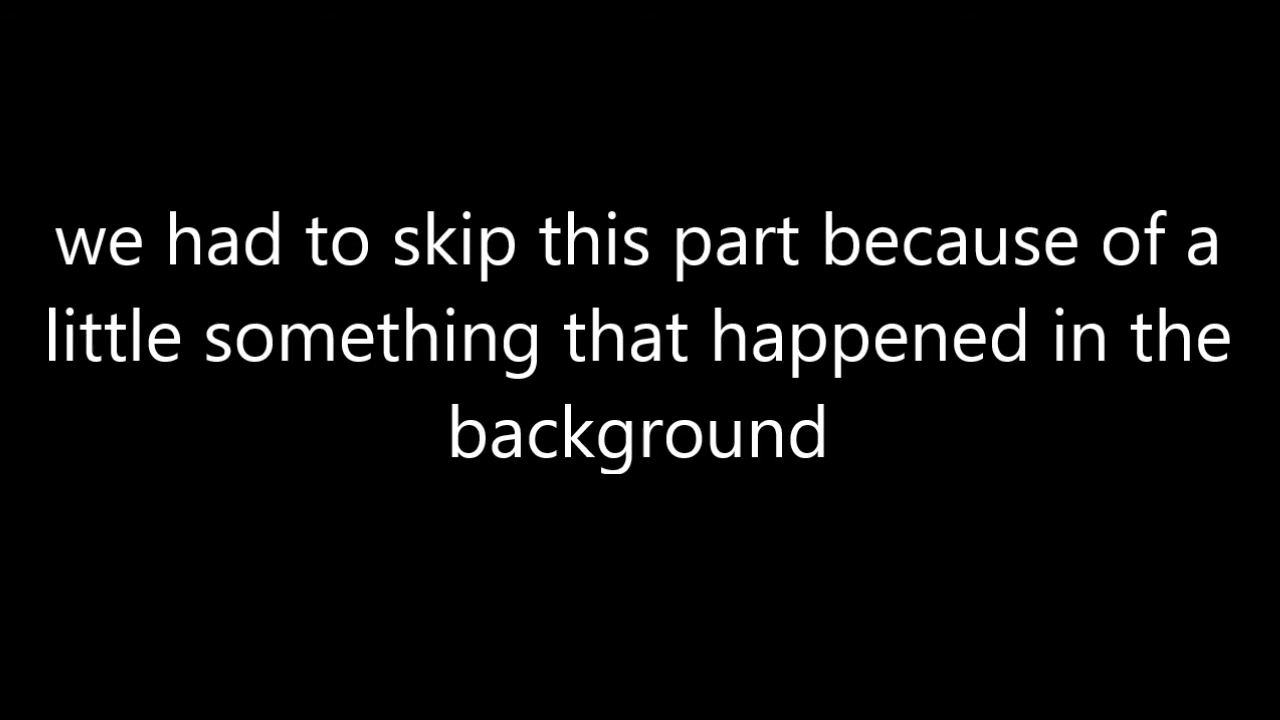 we had to skip this part because of a
little something that happened in the
background